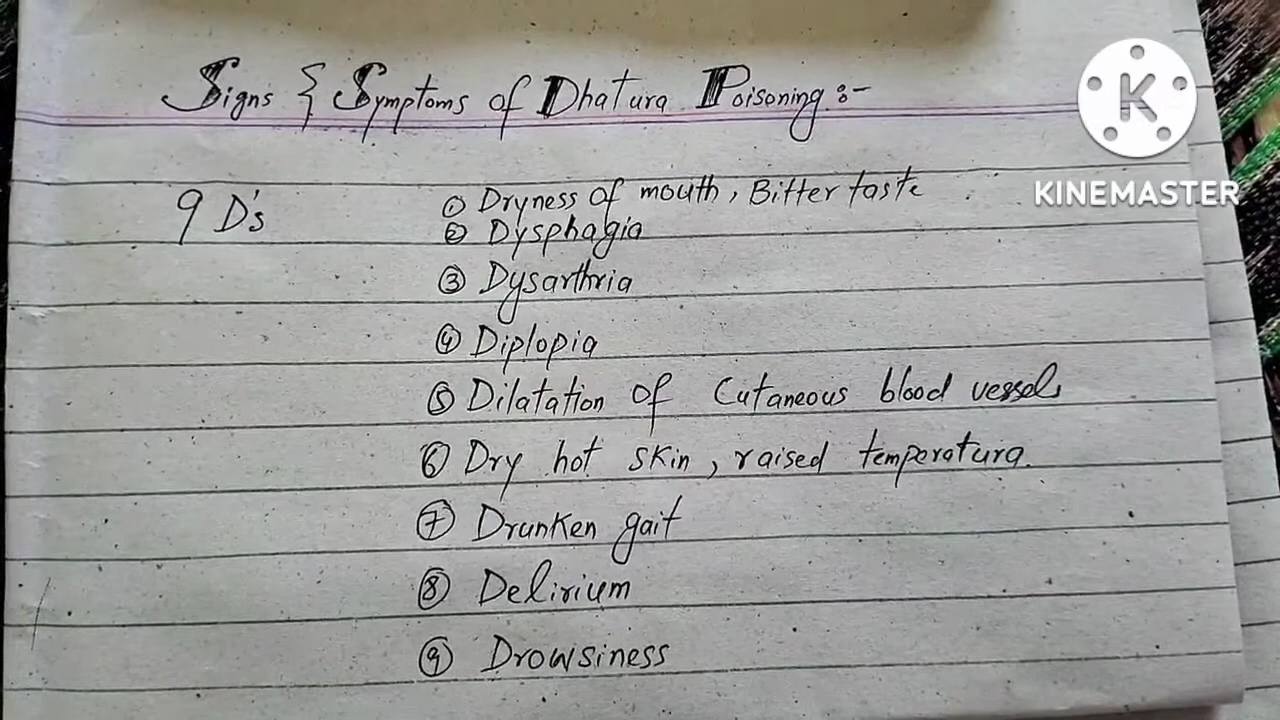 Signs & Symptoms of Dhatura Poisoning :-
K
KINEMASTER
9 D's
① Dryness of mouth, Bitter taste
② Dysphagia
③ Dysarthria
④ Diplopia
⑤ Dilatation of Cutaneous blood vessels
⑥ Dry hot skin, raised temperatura.
⑦ Drunken gait
⑧ Delirium
⑨ Drowsiness